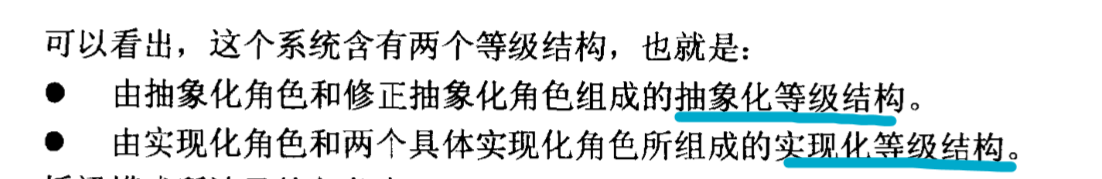 可以看出，这个系统含有两个等级结构，也就是：
● 由抽象化角色和修正抽象化角色组成的抽象化等级结构。
● 由实现化角色和两个具体实现化角色所组成的实现化等级结构。